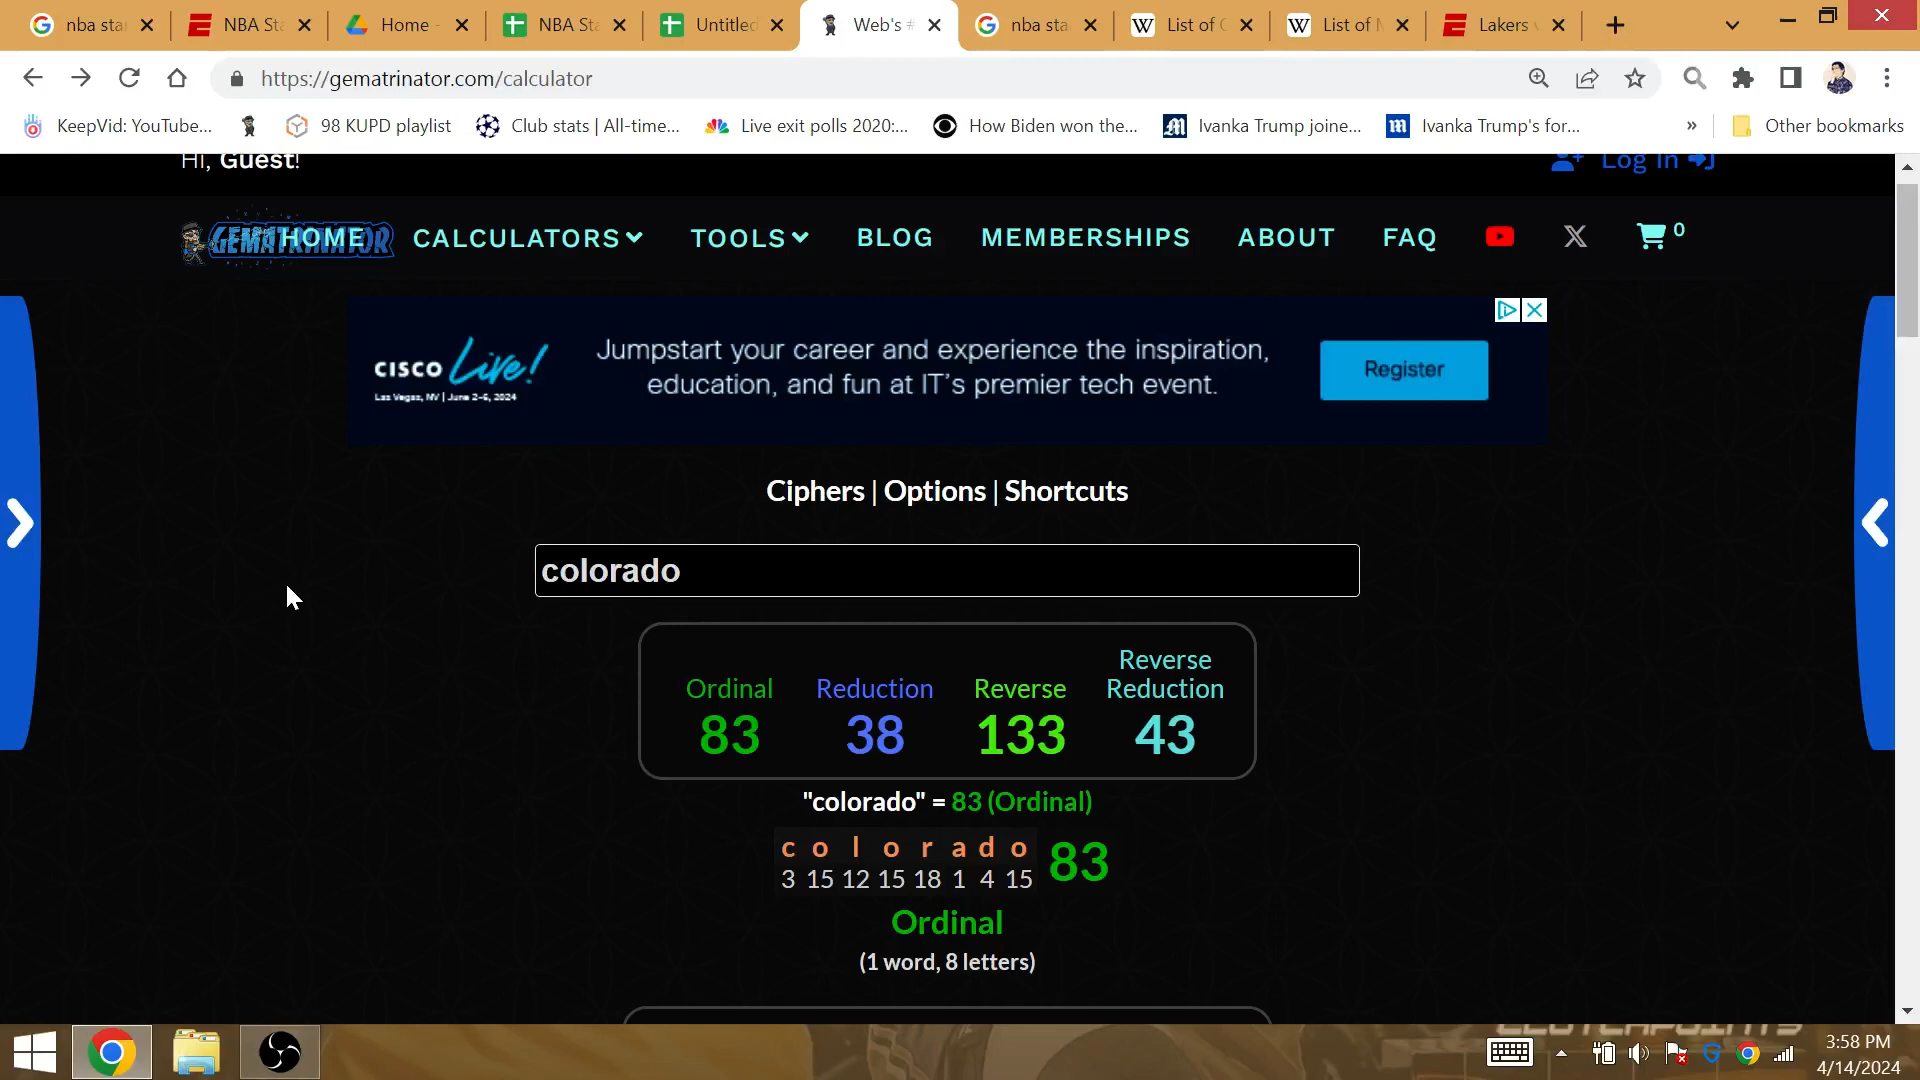 nba sta
NBA St
Home -
NBA Sta
Untitled
Web's #
nba sta
List of C
List of M
Lakers v
https://gematrinator.com/calculator
KeepVid: YouTube...
98 KUPD playlist
Club stats | All-time...
Live exit polls 2020:...
How Biden won the...
Ivanka Trump joine...
Ivanka Trump's for...
»
Other bookmarks
Hi, Guest!
Log In
GEMATRINATOR
HOME
CALCULATORS
TOOLS
BLOG
MEMBERSHIPS
ABOUT
FAQ
0
CISCO Live!
Las Vegas, NV | June 2-6, 2024
Jumpstart your career and experience the inspiration,
education, and fun at IT's premier tech event.
Register
Ciphers | Options | Shortcuts
colorado
Ordinal
Reduction
Reverse
Reverse
Reduction
83
38
133
43
"colorado" = 83 (Ordinal)
c o l o r a d o
83
3 15 12 15 18 1 4 15
Ordinal
(1 word, 8 letters)
CLUTCHPOINTS
3:58 PM
4/14/2024